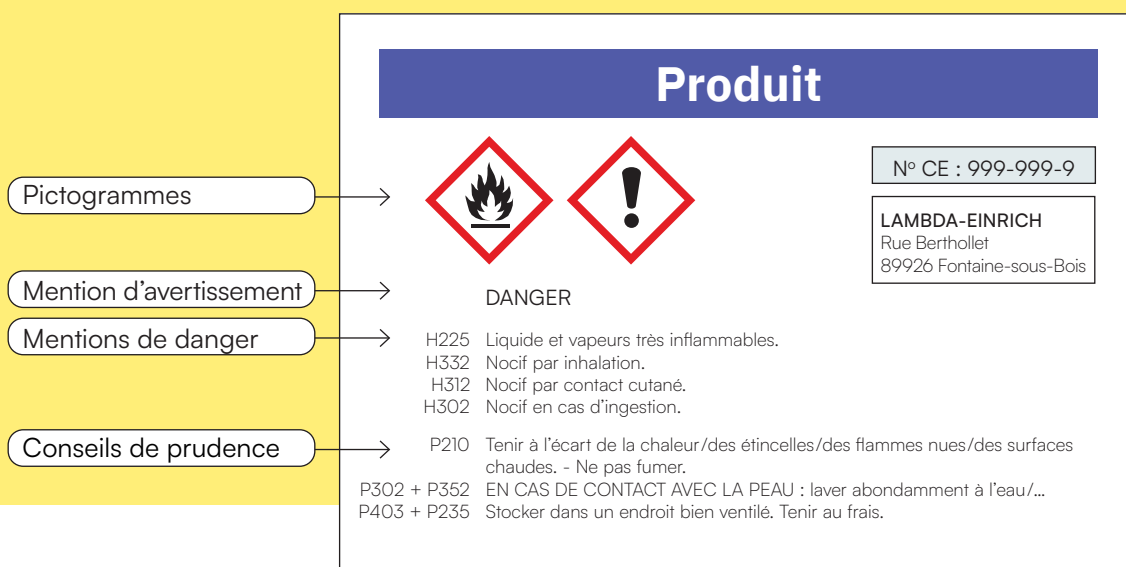 Produit
Pictogrammes
Nº CE : 999-999-9
LAMBDA-EINRICH
Rue Berthollet
89926 Fontaine-sous-Bois
Mention d’avertissement
DANGER
Mentions de danger
H225 Liquide et vapeurs très inflammables.
H332 Nocif par inhalation.
H312 Nocif par contact cutané.
H302 Nocif en cas d’ingestion.
Conseils de prudence
P210 Tenir à l’écart de la chaleur/des étincelles/des flammes nues/des surfaces
chaudes. - Ne pas fumer.
P302 + P352 EN CAS DE CONTACT AVEC LA PEAU : laver abondamment à l’eau/…
P403 + P235 Stocker dans un endroit bien ventilé. Tenir au frais.